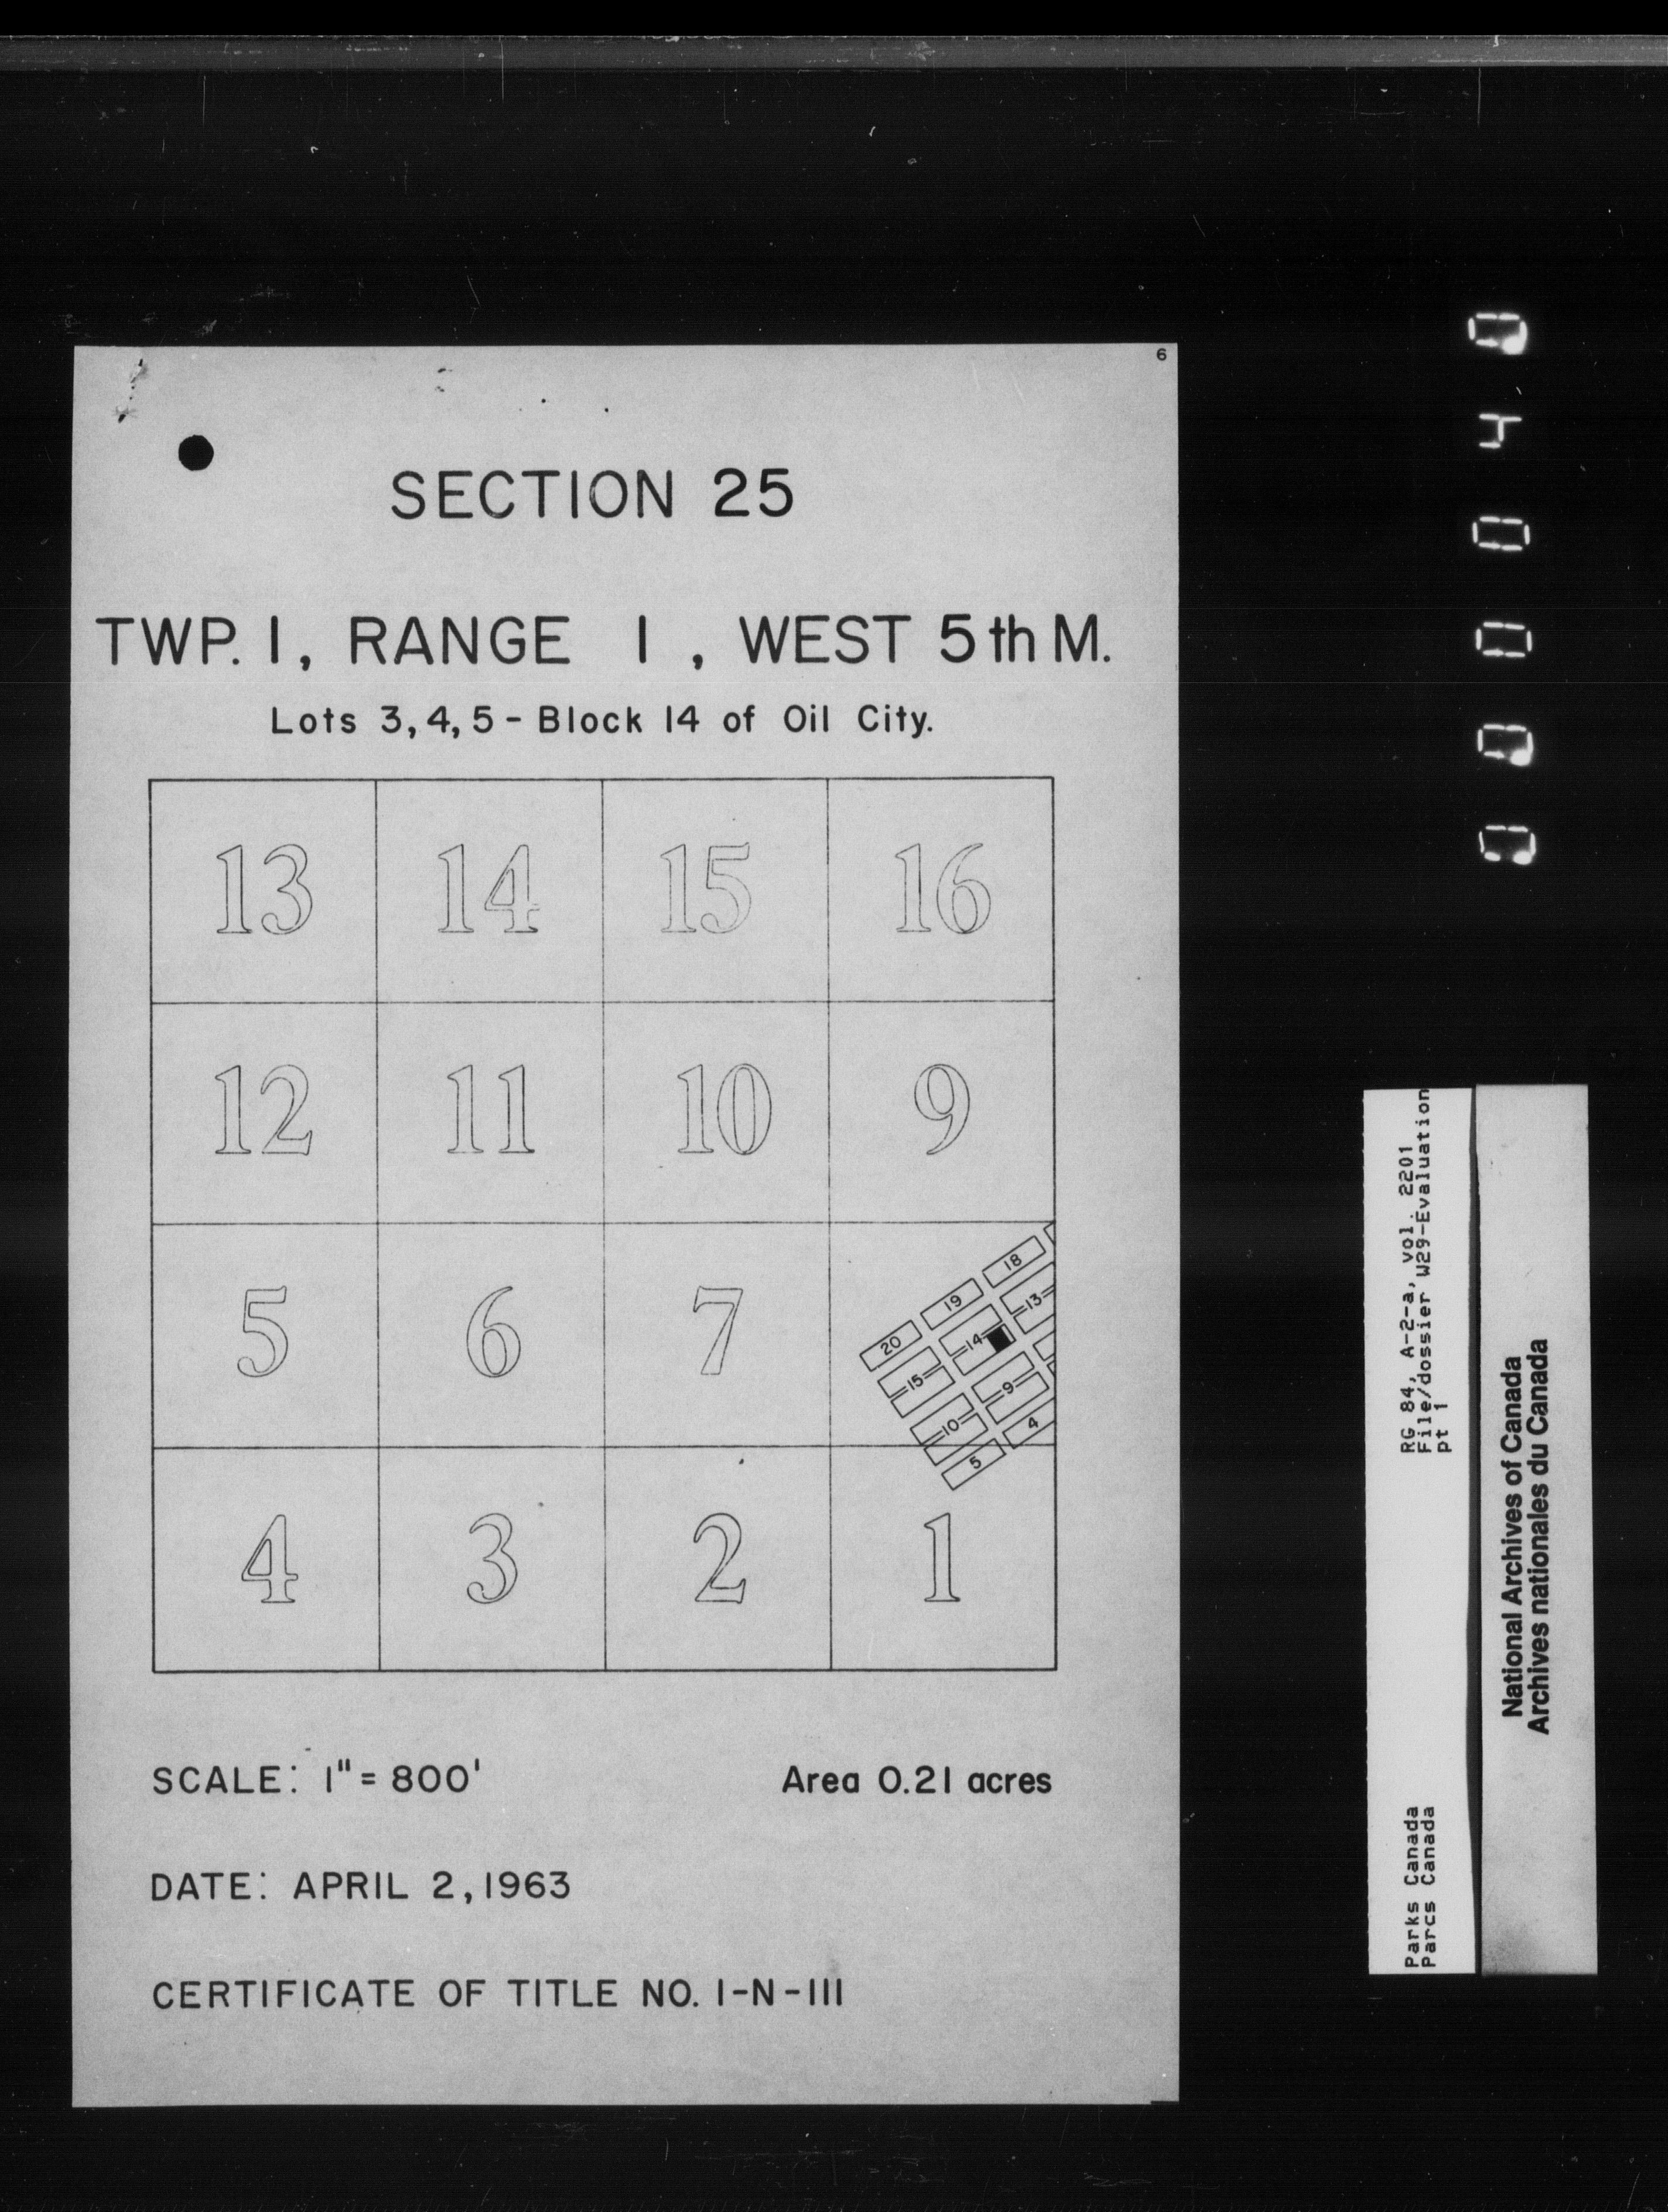 6
SECTION 25
TWP. 1, RANGE 1, WEST 5th M.
Lots 3, 4, 5 - Block 14 of Oil City.
13 14 15 16
12 11 10 9
5 6 7
18
19
13
20
14
15
9
10
4
5
4 3 2 1
SCALE: 1" = 800'
Area 0.21 acres
DATE: APRIL 2, 1963
CERTIFICATE OF TITLE NO. 1-N-111
Parks Canada
Parcs Canada
RG 84, A-2-a, vol. 2201
File/dossier W29-Evaluation
pt 1
National Archives of Canada
Archives nationales du Canada